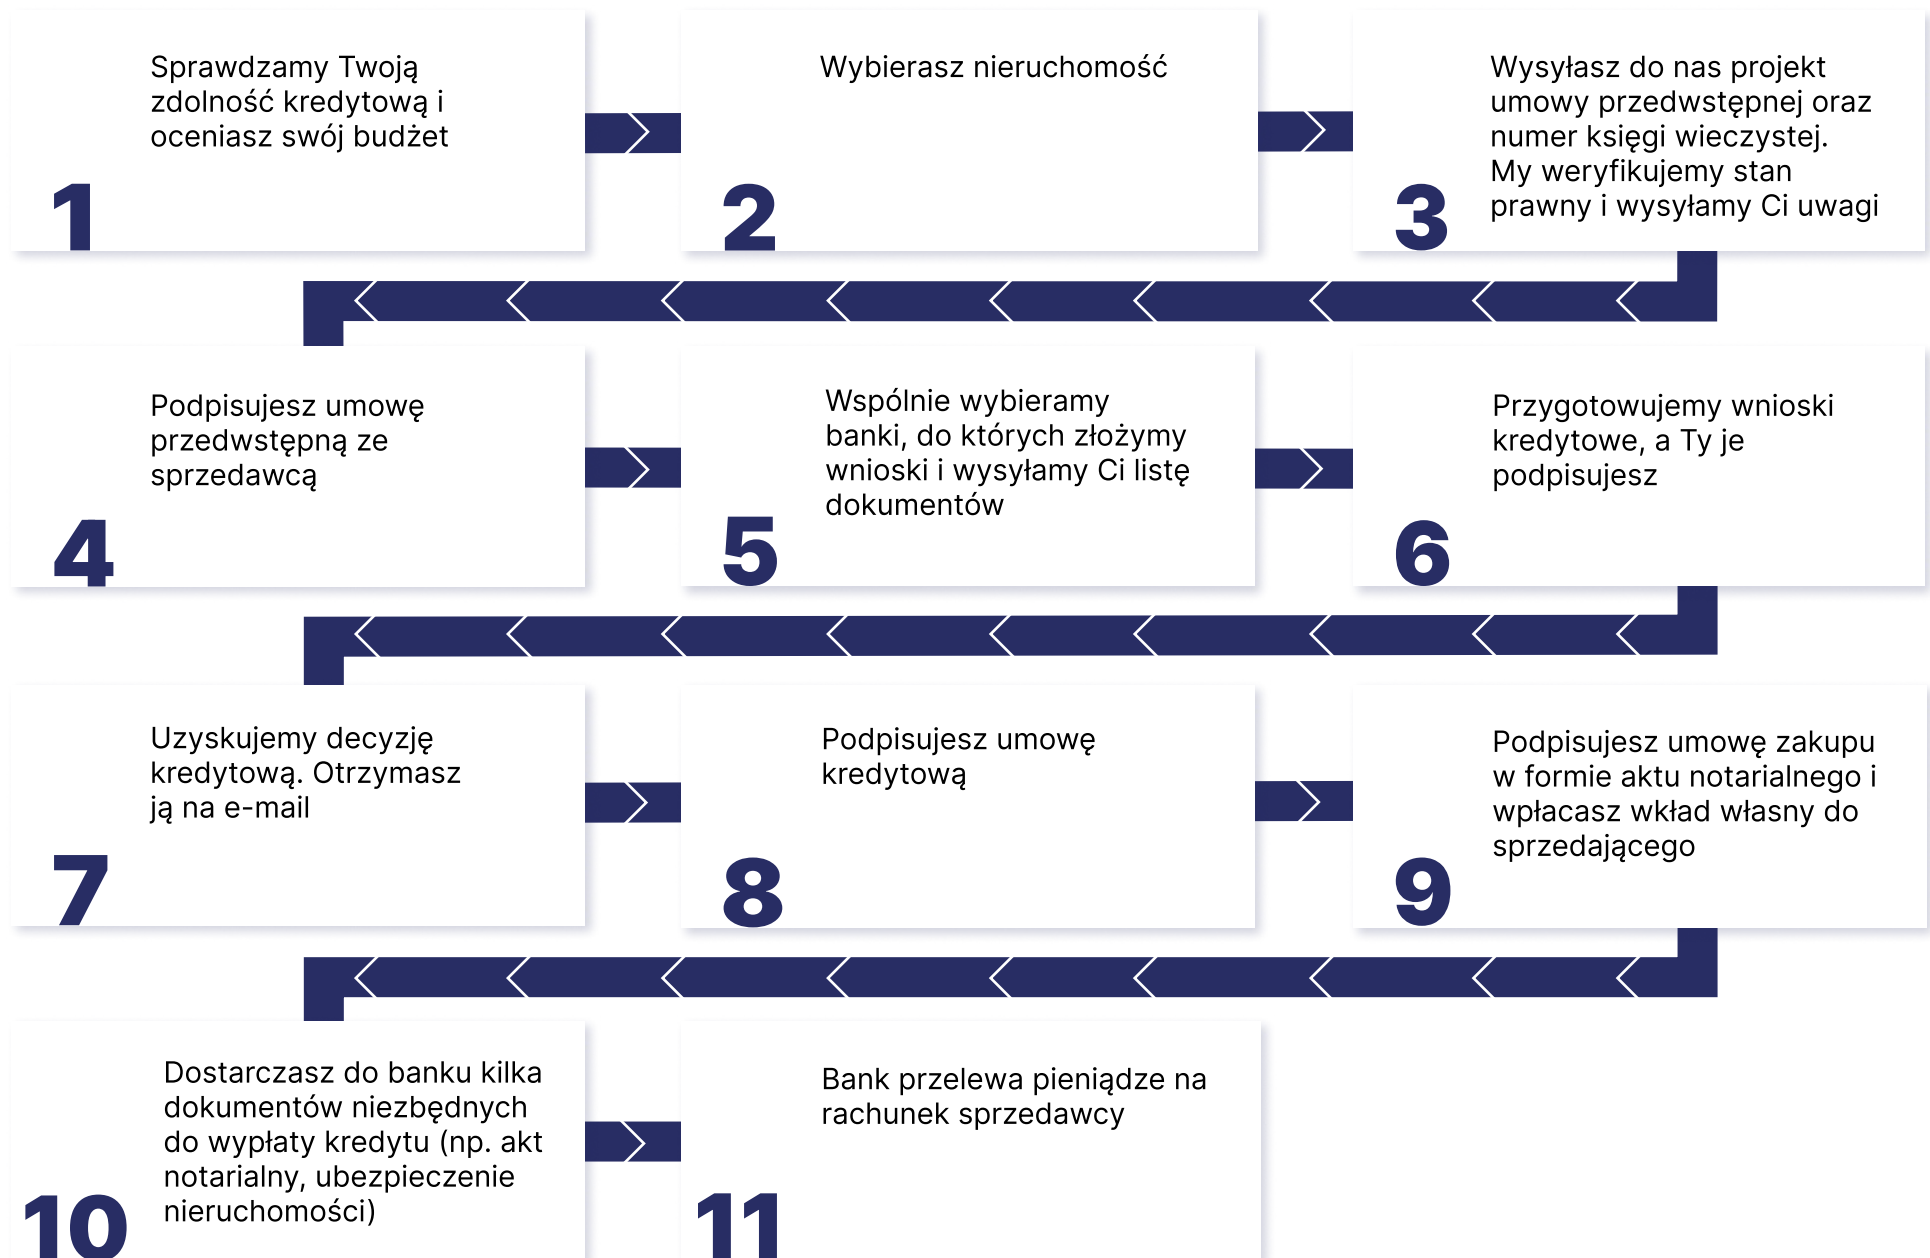 Sprawdzamy Twoją
zdolność kredytową i
oceniasz swój budżet
1
Wybierasz nieruchomość
2
Wysyłasz do nas projekt
umowy przedwstępnej oraz
numer księgi wieczystej.
My weryfikujemy stan
prawny i wysyłamy Ci uwagi
3
Podpisujesz umowę
przedwstępną ze
sprzedawcą
4
Wspólnie wybieramy
banki, do których złożymy
wnioski i wysyłamy Ci listę
dokumentów
5
Przygotowujemy wnioski
kredytowe, a Ty je
podpisujesz
6
Uzyskujemy decyzję
kredytową. Otrzymasz
ją na e-mail
7
Podpisujesz umowę
kredytową
8
Podpisujesz umowę zakupu
w formie aktu notarialnego i
wpłacasz wkład własny do
sprzedającego
9
Dostarczasz do banku kilka
dokumentów niezbędnych
do wypłaty kredytu (np. akt
notarialny, ubezpieczenie
nieruchomości)
10
Bank przelewa pieniądze na
rachunek sprzedawcy
11